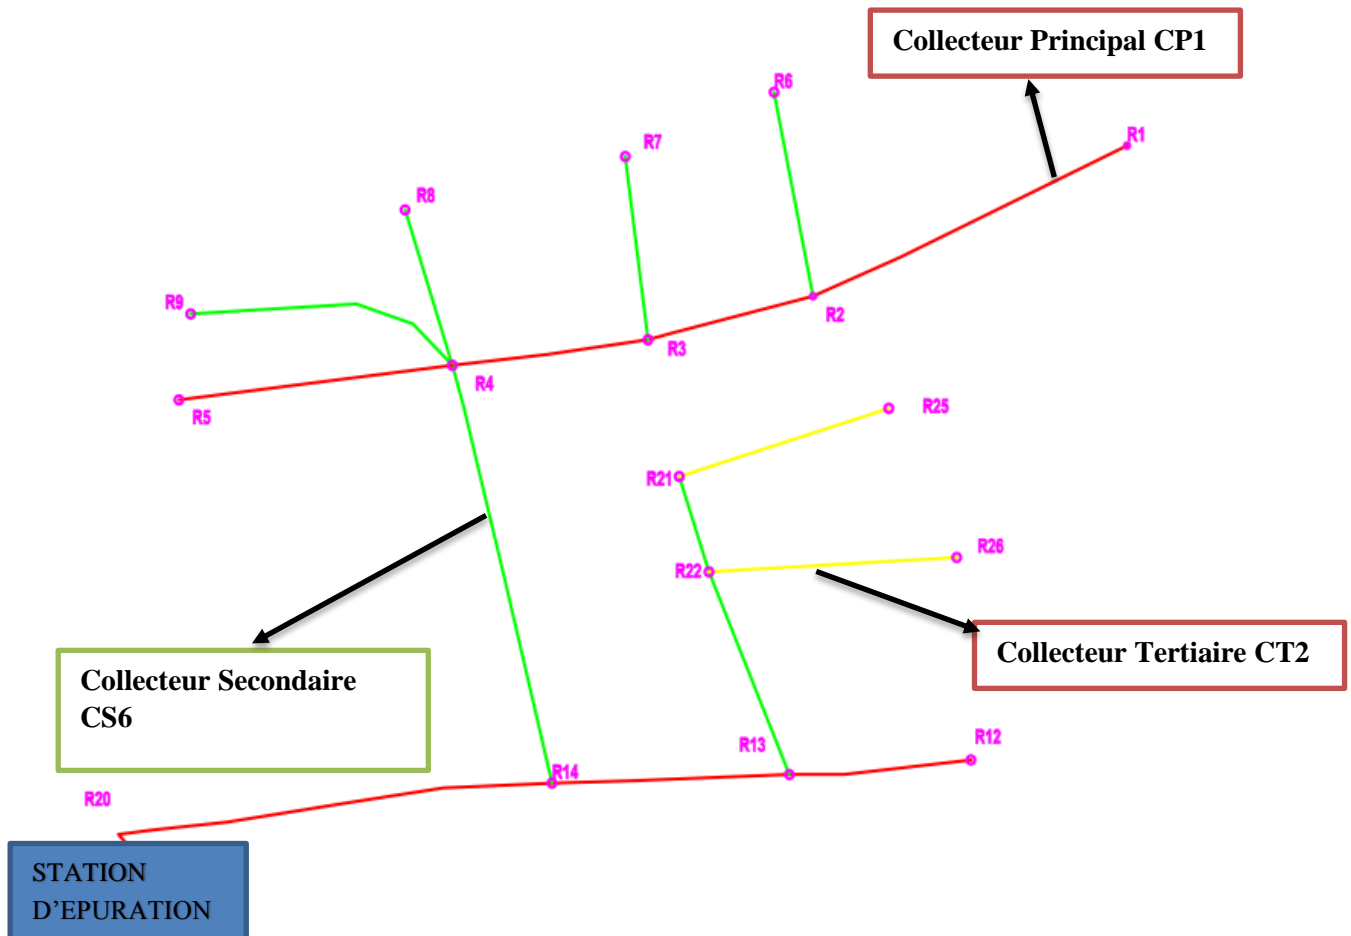 Collecteur Principal CP1
R6
R1
R7
R8
R9
R2
R3
R4
R5
R25
R21
R26
R22
Collecteur Tertiaire CT2
Collecteur Secondaire
CS6
R12
R13
R14
R20
STATION
D’EPURATION